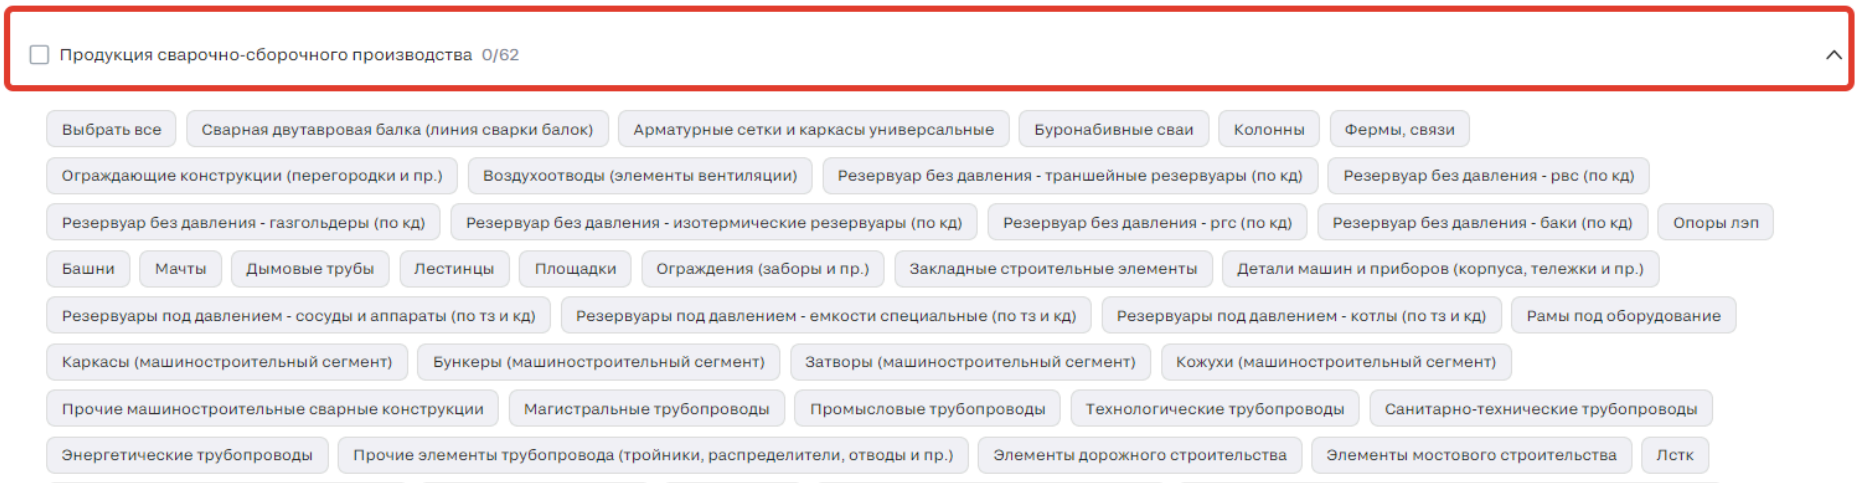 Продукция сварочно-сборочного производства 0/62
Выбрать все Сварная двутавровая балка (линия сварки балок) Арматурные сетки и каркасы универсальные Буронабивные сваи Колонны Фермы, связи
Ограждающие конструкции (перегородки и пр.) Воздухоотводы (элементы вентиляции) Резервуар без давления - траншейные резервуары (по кд) Резервуар без давления - рвс (по кд)
Резервуар без давления - газгольдеры (по кд) Резервуар без давления - изотермические резервуары (по кд) Резервуар без давления - ргс (по кд) Резервуар без давления - баки (по кд) Опоры лэп
Башни Мачты Дымовые трубы Лестинцы Площадки Ограждения (заборы и пр.) Закладные строительные элементы Детали машин и приборов (корпуса, тележки и пр.)
Резервуары под давлением - сосуды и аппараты (по тз и кд) Резервуары под давлением - емкости специальные (по тз и кд) Резервуары под давлением - котлы (по тз и кд) Рамы под оборудование
Каркасы (машиностроительный сегмент) Бункеры (машиностроительный сегмент) Затворы (машиностроительный сегмент) Кожухи (машиностроительный сегмент)
Прочие машиностроительные сварные конструкции Магистральные трубопроводы Промысловые трубопроводы Технологические трубопроводы Санитарно-технические трубопроводы
Энергетические трубопроводы Прочие элементы трубопровода (тройники, распределители, отводы и пр.) Элементы дорожного строительства Элементы мостового строительства Лстк